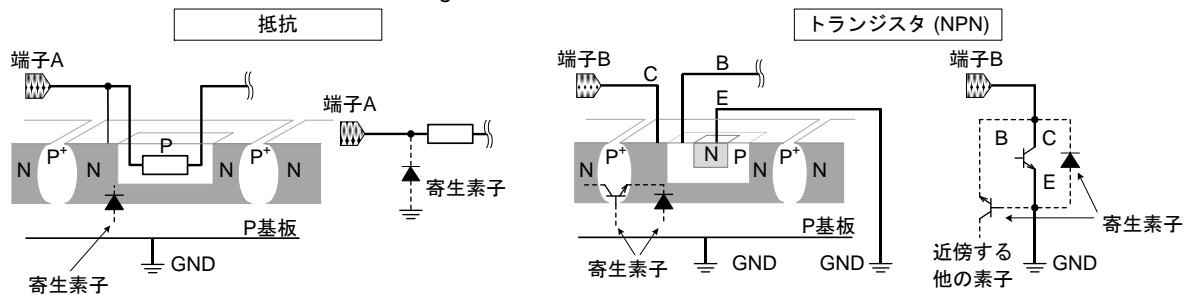 g
抵抗
トランジスタ (NPN)
端子A
端子A
P
N
P+
N
N
P+
N
寄生素子
P基板
寄生素子
GND
端子B
C
B
E
N
P+
N
N
P
P+
N
P基板
寄生素子
GND
GND
端子B
B
C
E
寄生素子
近傍する
他の素子
GND